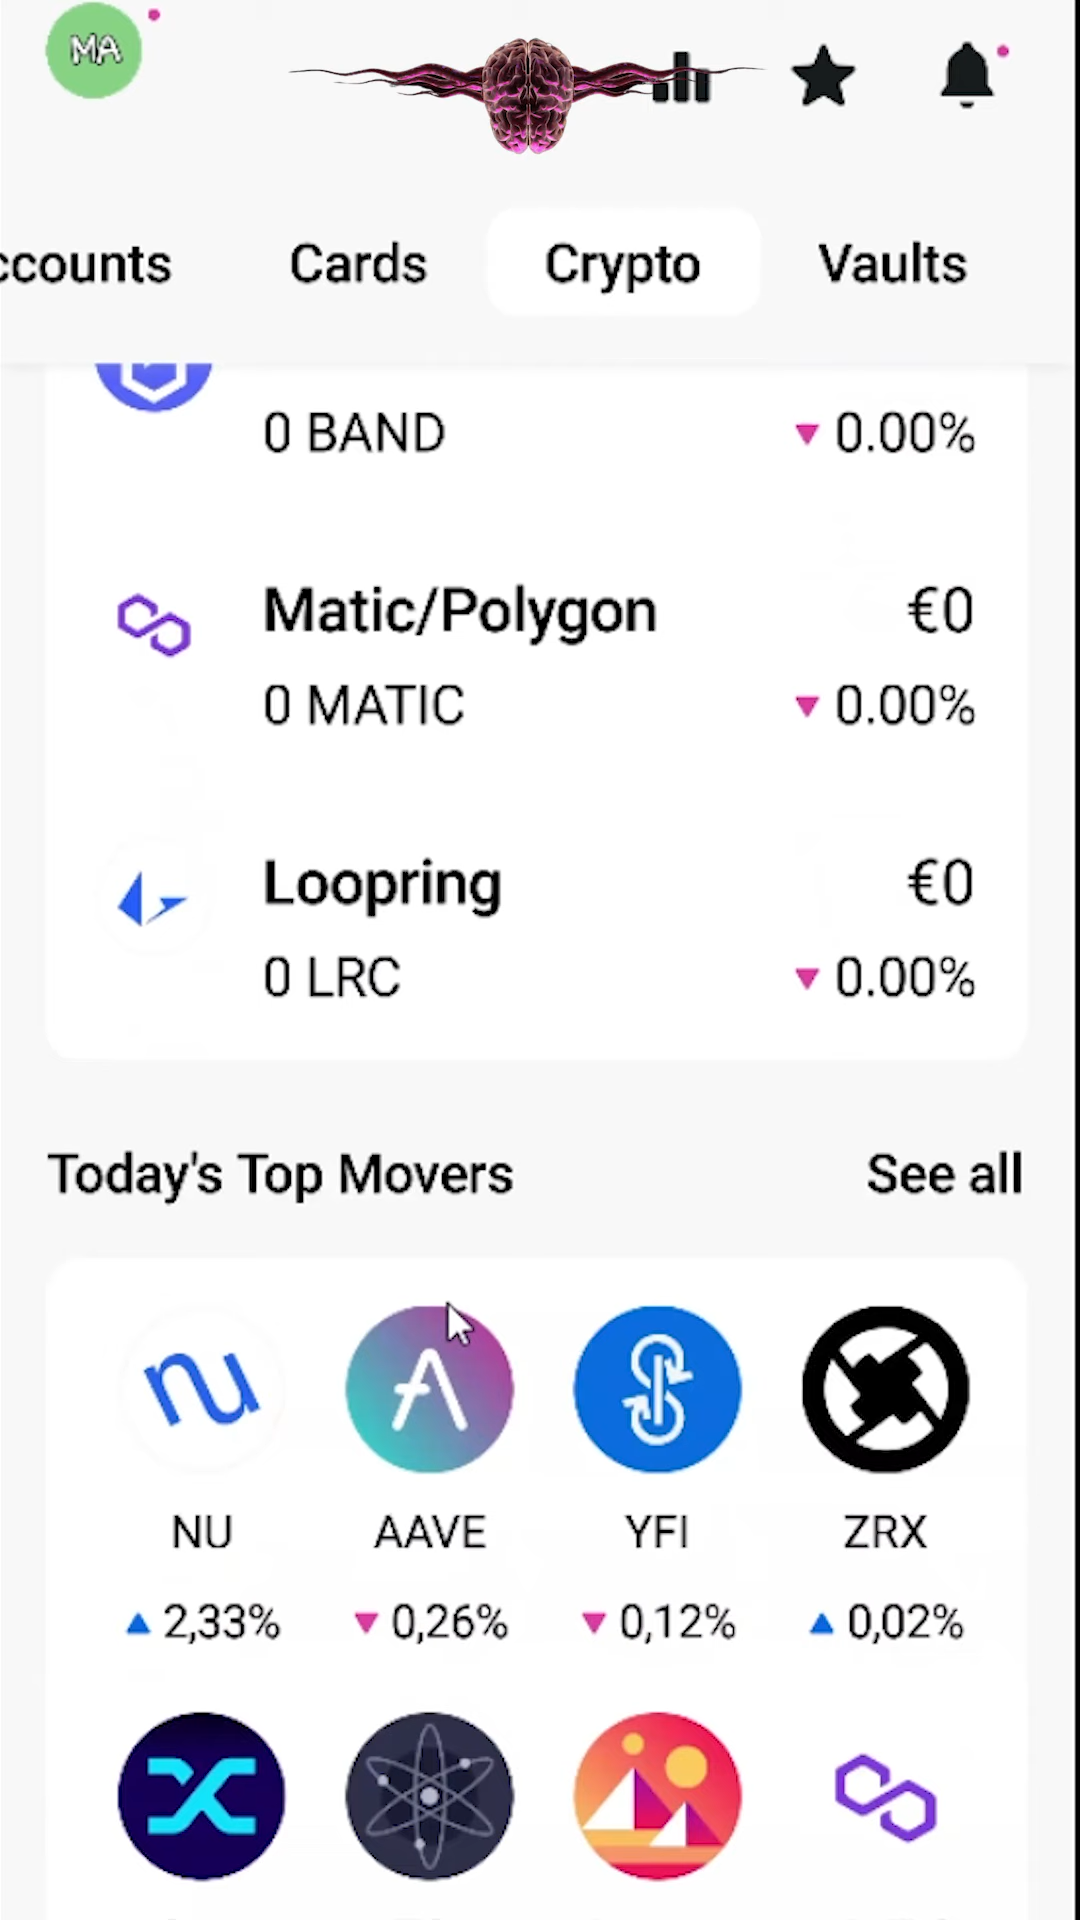 MA
ccounts
Cards
Crypto
Vaults
0 BAND
0.00%
Matic/Polygon
€0
0 MATIC
0.00%
Loopring
€0
0 LRC
0.00%
Today's Top Movers
See all
NU
AAVE
YFI
ZRX
2,33%
0,26%
0,12%
0,02%